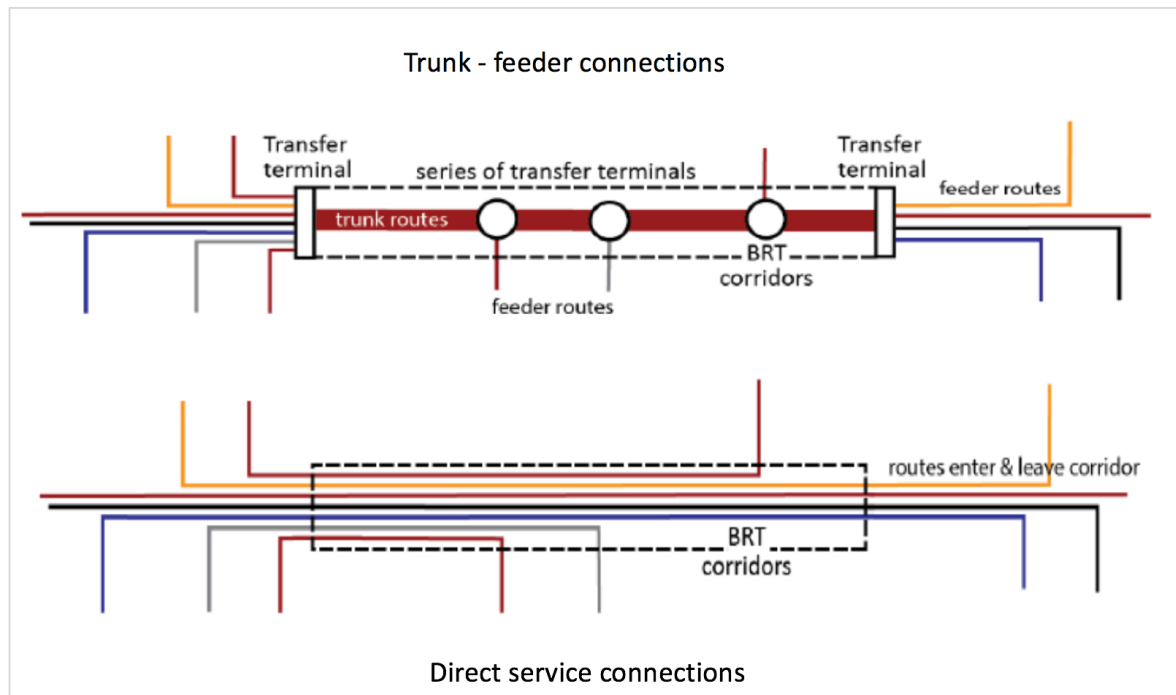 Trunk - feeder connections
Transfer
terminal
series of transfer terminals
Transfer
terminal
feeder routes
trunk routes
BRT
corridors
feeder routes
routes enter & leave corridor
BRT
corridors
Direct service connections